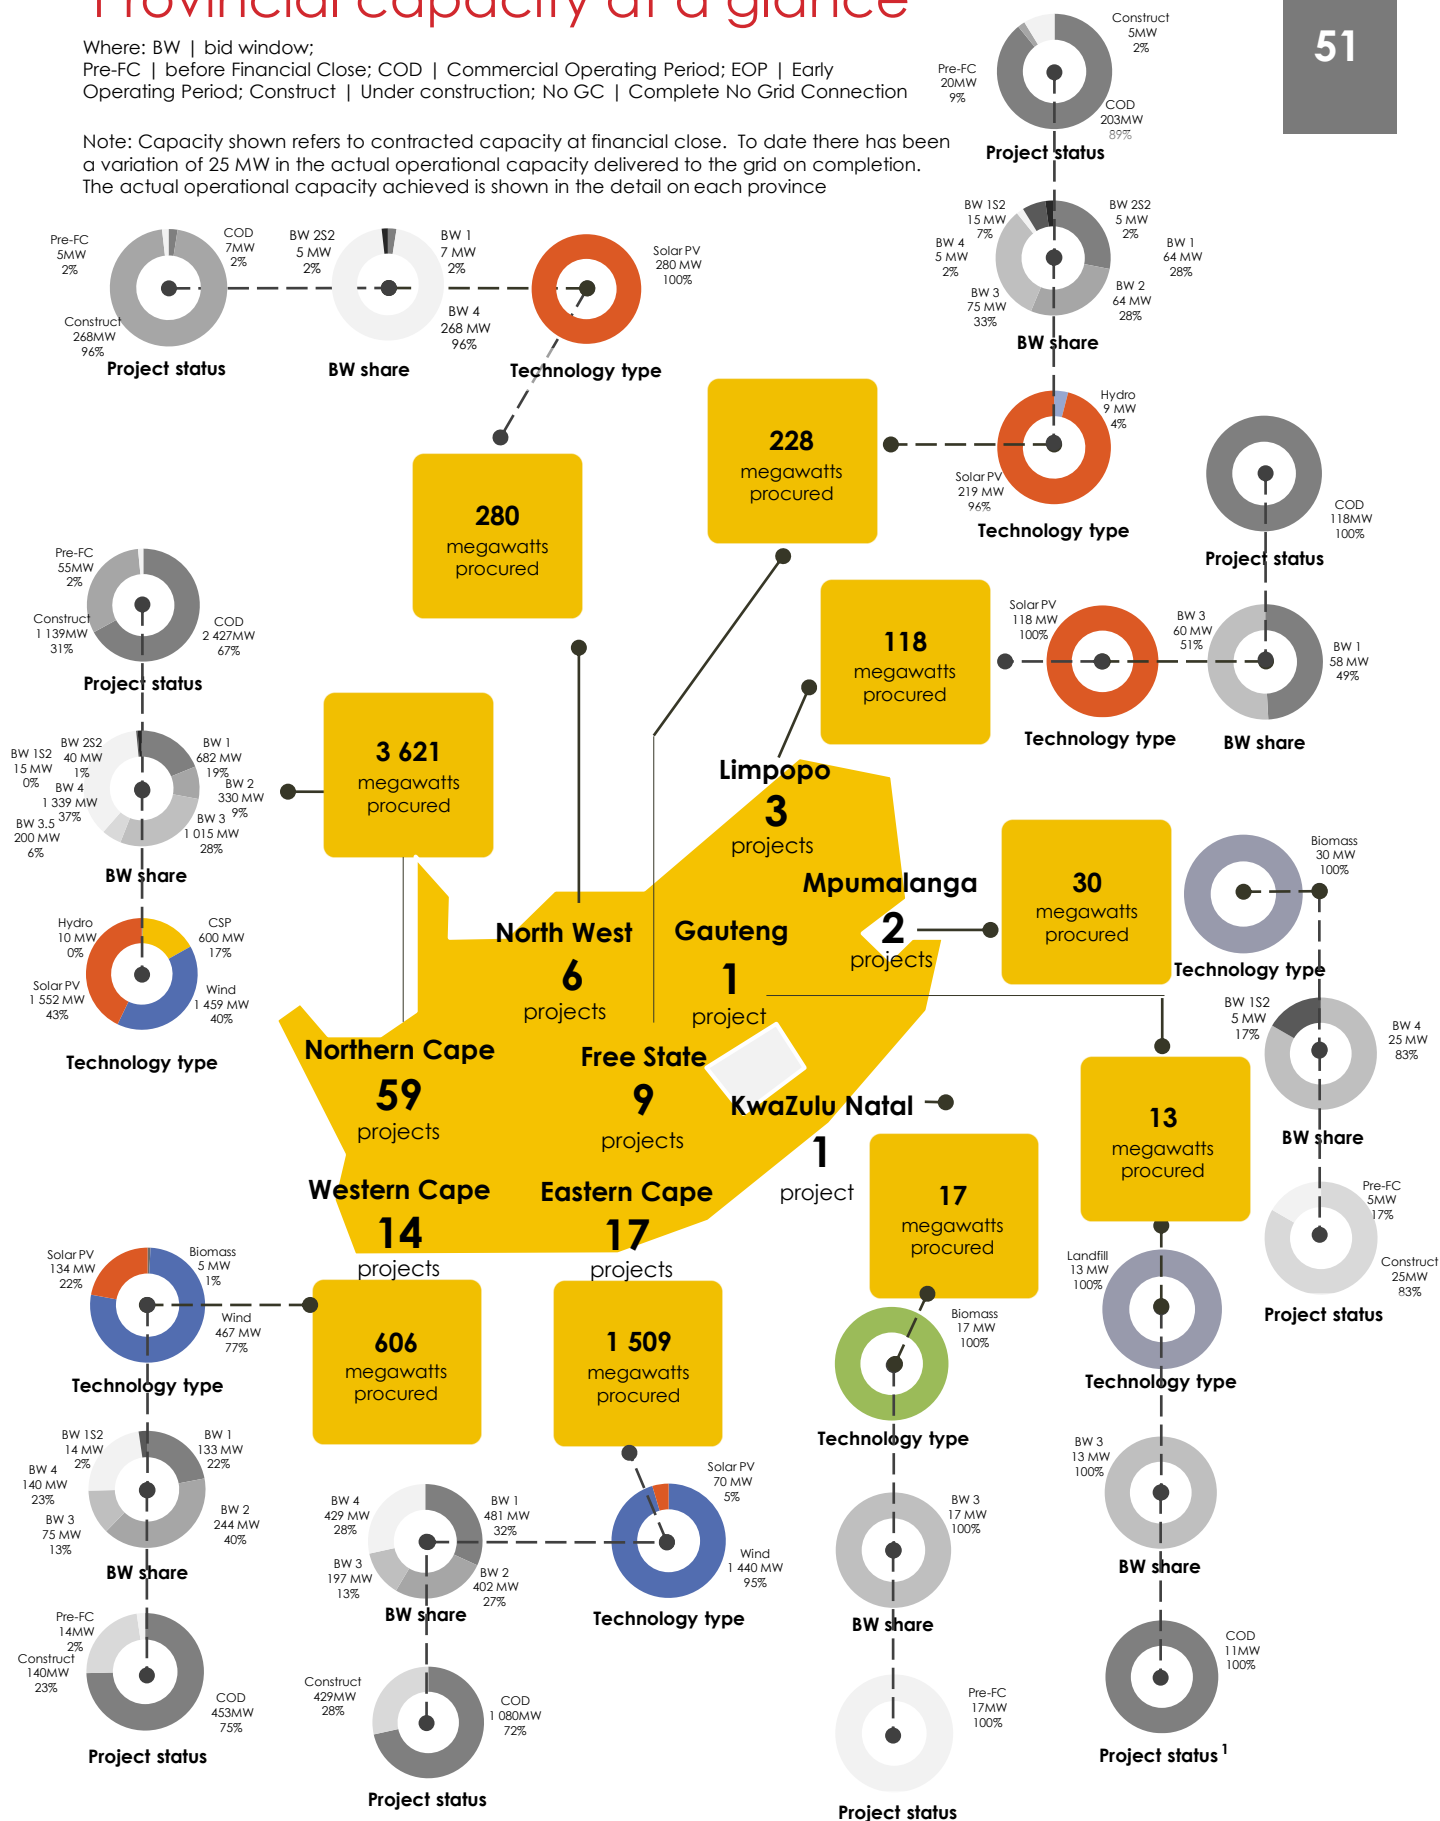 Provincial capacity at a glance
51
Where: BW | bid window;
Pre-FC | before Financial Close; COD | Commercial Operating Period; EOP | Early
Operating Period; Construct | Under construction; No GC | Complete No Grid Connection
Note: Capacity shown refers to contracted capacity at financial close. To date there has been
a variation of 25 MW in the actual operational capacity delivered to the grid on completion.
The actual operational capacity achieved is shown in the detail on each province
Construct
5MW
2%
Pre-FC
20MW
9%
COD
203MW
89%
Project status
BW 1S2
15 MW
7%
BW 2S2
5 MW
2%
BW 4
5 MW
2%
BW 1
64 MW
28%
BW 3
75 MW
33%
BW 2
64 MW
28%
BW share
Hydro
9 MW
4%
Solar PV
219 MW
96%
Technology type
228
megawatts
procured
Pre-FC
5MW
2%
COD
7MW
2%
Construct
268MW
96%
Project status
BW 2S2
5 MW
2%
BW 1
7 MW
2%
BW 4
268 MW
96%
BW share
Solar PV
280 MW
100%
Technology type
280
megawatts
procured
COD
118MW
100%
Project status
BW 3
60 MW
51%
BW 1
58 MW
49%
BW share
Solar PV
118 MW
100%
Technology type
118
megawatts
procured
Pre-FC
55MW
2%
Construct
1 139MW
31%
COD
2 427MW
67%
Project status
BW 2S2
40 MW
1%
BW 1S2
15 MW
0%
BW 4
1 339 MW
37%
BW 3.5
200 MW
6%
BW 1
682 MW
19%
BW 2
330 MW
9%
BW 3
1 015 MW
28%
BW share
Hydro
10 MW
0%
CSP
600 MW
17%
Solar PV
1 552 MW
43%
Wind
1 459 MW
40%
Technology type
3 621
megawatts
procured
Limpopo
3
projects
Mpumalanga
2
projects
30
megawatts
procured
Biomass
30 MW
100%
Technology type
BW 1S2
5 MW
17%
BW 4
25 MW
83%
BW share
Pre-FC
5MW
17%
Construct
25MW
83%
Project status
North West
6
projects
Gauteng
1
project
Northern Cape
59
projects
Free State
9
projects
KwaZulu Natal
1
project
Western Cape
14
projects
Eastern Cape
17
projects
13
megawatts
procured
Landfill
13 MW
100%
Technology type
BW 3
13 MW
100%
BW share
COD
11MW
100%
Project status 1
17
megawatts
procured
Biomass
17 MW
100%
Technology type
BW 3
17 MW
100%
BW share
Pre-FC
17MW
100%
Project status
606
megawatts
procured
Solar PV
134 MW
22%
Biomass
5 MW
1%
Wind
467 MW
77%
Technology type
BW 1S2
14 MW
2%
BW 1
133 MW
22%
BW 4
140 MW
23%
BW 3
75 MW
13%
BW 2
244 MW
40%
BW share
Pre-FC
14MW
2%
Construct
140MW
23%
COD
453MW
75%
Project status
1 509
megawatts
procured
Solar PV
70 MW
5%
Wind
1 440 MW
95%
Technology type
BW 4
429 MW
28%
BW 1
481 MW
32%
BW 3
197 MW
13%
BW 2
402 MW
27%
BW share
Construct
429MW
28%
COD
1 080MW
72%
Project status